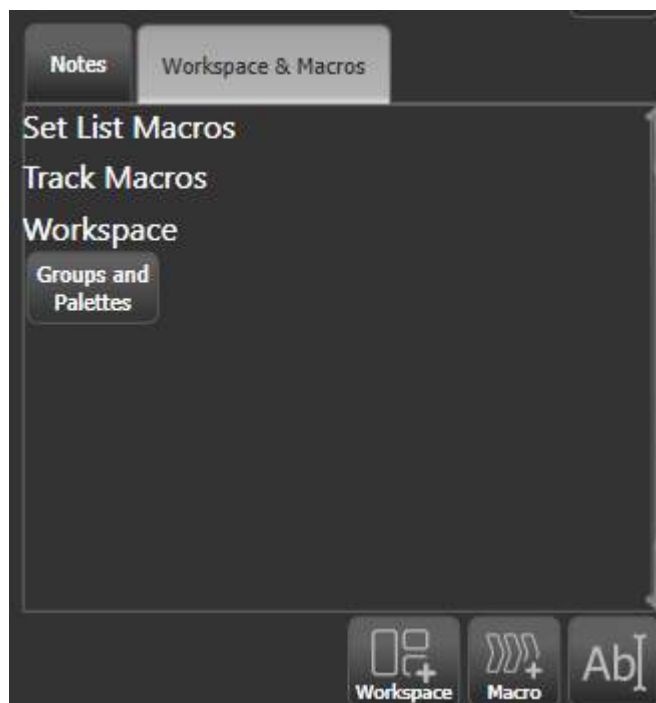 Notes Workspace & Macros
Set List Macros
Track Macros
Workspace
Groups and
Palettes
Workspace Macro Ab